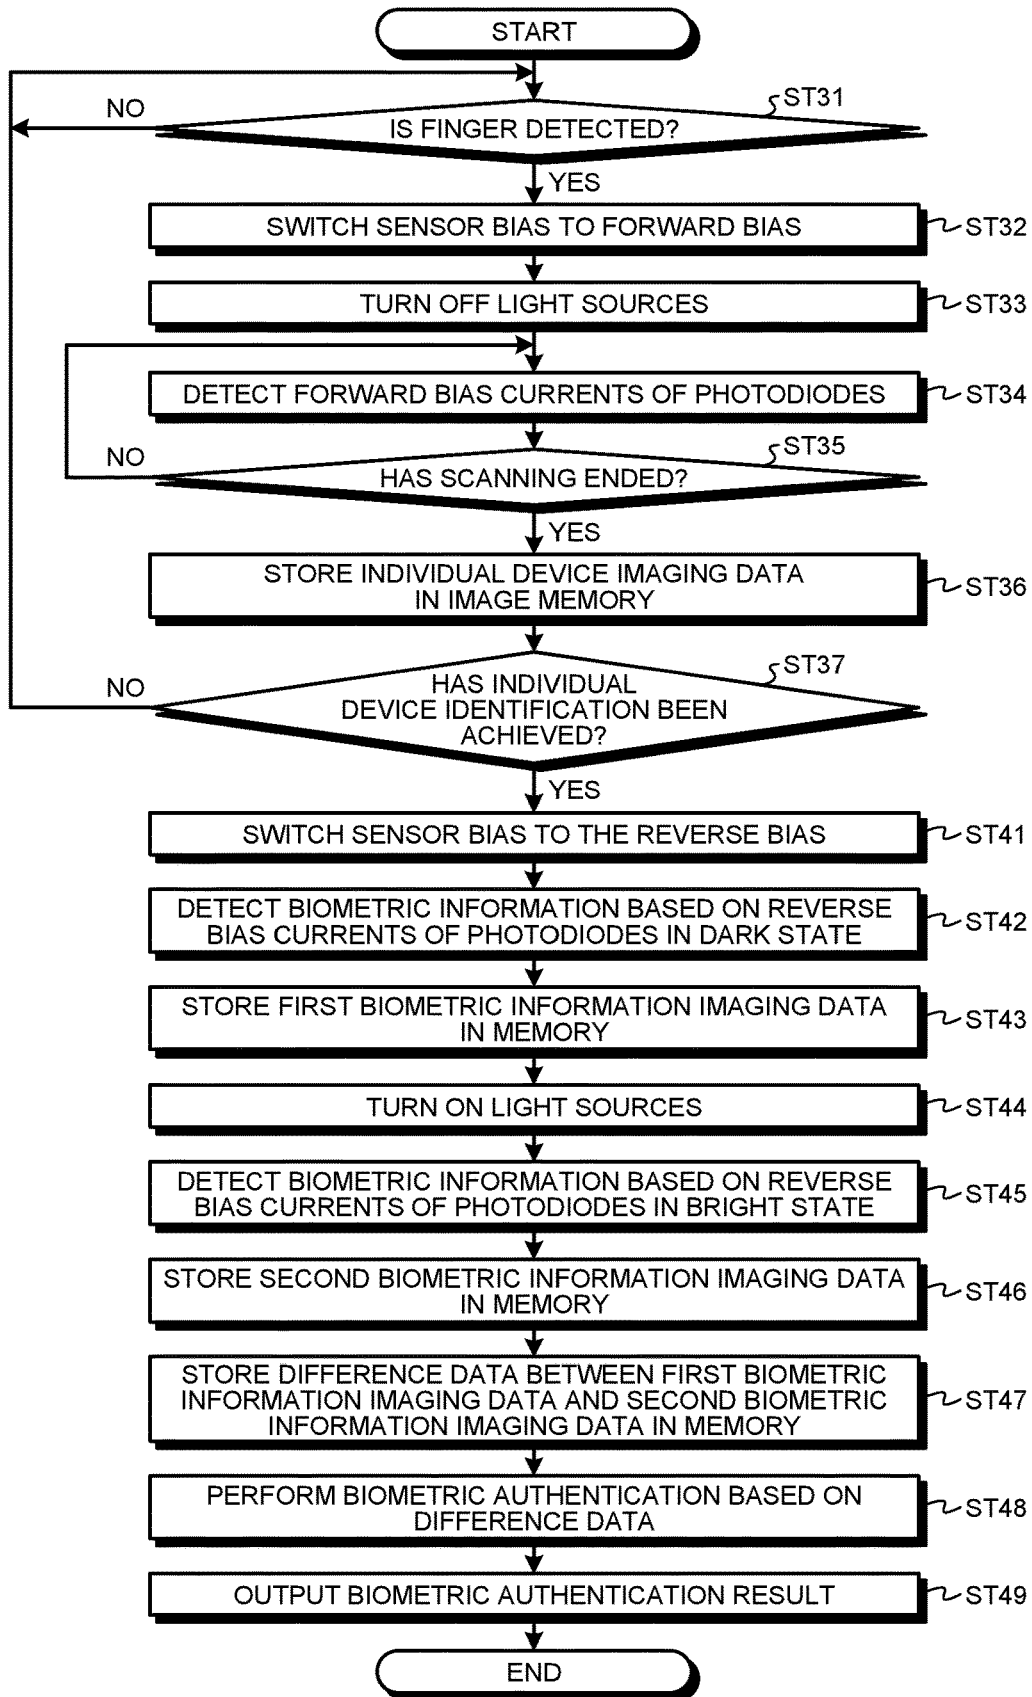 START
NO
ST31
IS FINGER DETECTED?
YES
SWITCH SENSOR BIAS TO FORWARD BIAS
ST32
TURN OFF LIGHT SOURCES
ST33
DETECT FORWARD BIAS CURRENTS OF PHOTODIODES
ST34
NO
ST35
HAS SCANNING ENDED?
YES
STORE INDIVIDUAL DEVICE IMAGING DATA
IN IMAGE MEMORY
ST36
NO
ST37
HAS INDIVIDUAL
DEVICE IDENTIFICATION BEEN
ACHIEVED?
YES
SWITCH SENSOR BIAS TO THE REVERSE BIAS
ST41
DETECT BIOMETRIC INFORMATION BASED ON REVERSE
BIAS CURRENTS OF PHOTODIODES IN DARK STATE
ST42
STORE FIRST BIOMETRIC INFORMATION IMAGING DATA
IN MEMORY
ST43
TURN ON LIGHT SOURCES
ST44
DETECT BIOMETRIC INFORMATION BASED ON REVERSE
BIAS CURRENTS OF PHOTODIODES IN BRIGHT STATE
ST45
STORE SECOND BIOMETRIC INFORMATION IMAGING DATA
IN MEMORY
ST46
STORE DIFFERENCE DATA BETWEEN FIRST BIOMETRIC
INFORMATION IMAGING DATA AND SECOND BIOMETRIC
INFORMATION IMAGING DATA IN MEMORY
ST47
PERFORM BIOMETRIC AUTHENTICATION BASED ON
DIFFERENCE DATA
ST48
OUTPUT BIOMETRIC AUTHENTICATION RESULT
ST49
END